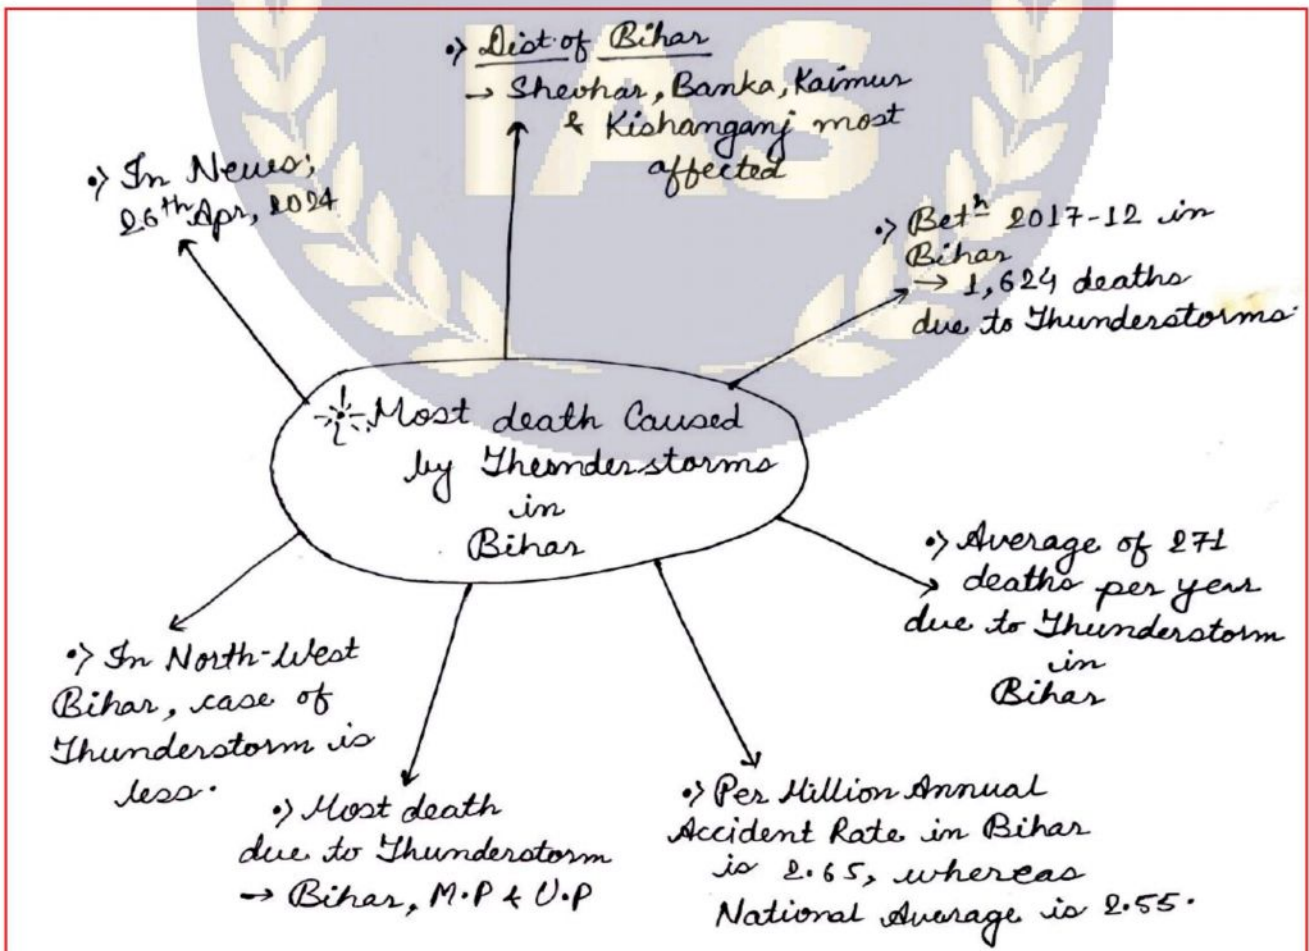 IAS
•> Dist. of Bihar
→ Sheohar, Banka, Kaimur
& Kishanganj most
affected
•> In News;
26th Apr, 2024
•> Betn 2017-12 in
Bihar
→ 1,624 deaths
due to Thunderstorms.
Most death Caused
by Thunderstorms
in
Bihar
•> Average of 271
deaths per year
due to Thunderstorm
in
Bihar
•> In North-West
Bihar, case of
Thunderstorm is
less.
•> Most death
due to Thunderstorm
→ Bihar, M.P & U.P
•> Per Million Annual
Accident Rate in Bihar
is 2.65, whereas
National Average is 2.55.